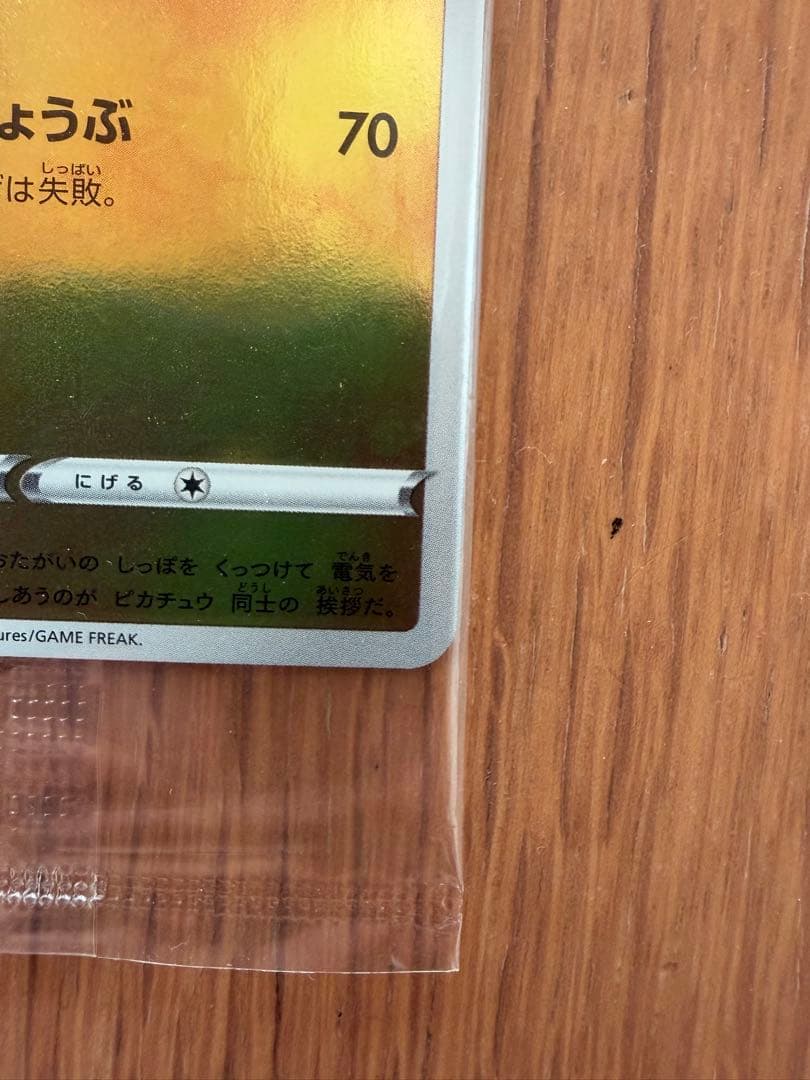 ょうぶ 70
は失敗。
にげる
おたがいの しっぽを くっつけて 電気を
しあうのが ピカチュウ 同士の 挨拶だ。
ures/GAME FREAK.